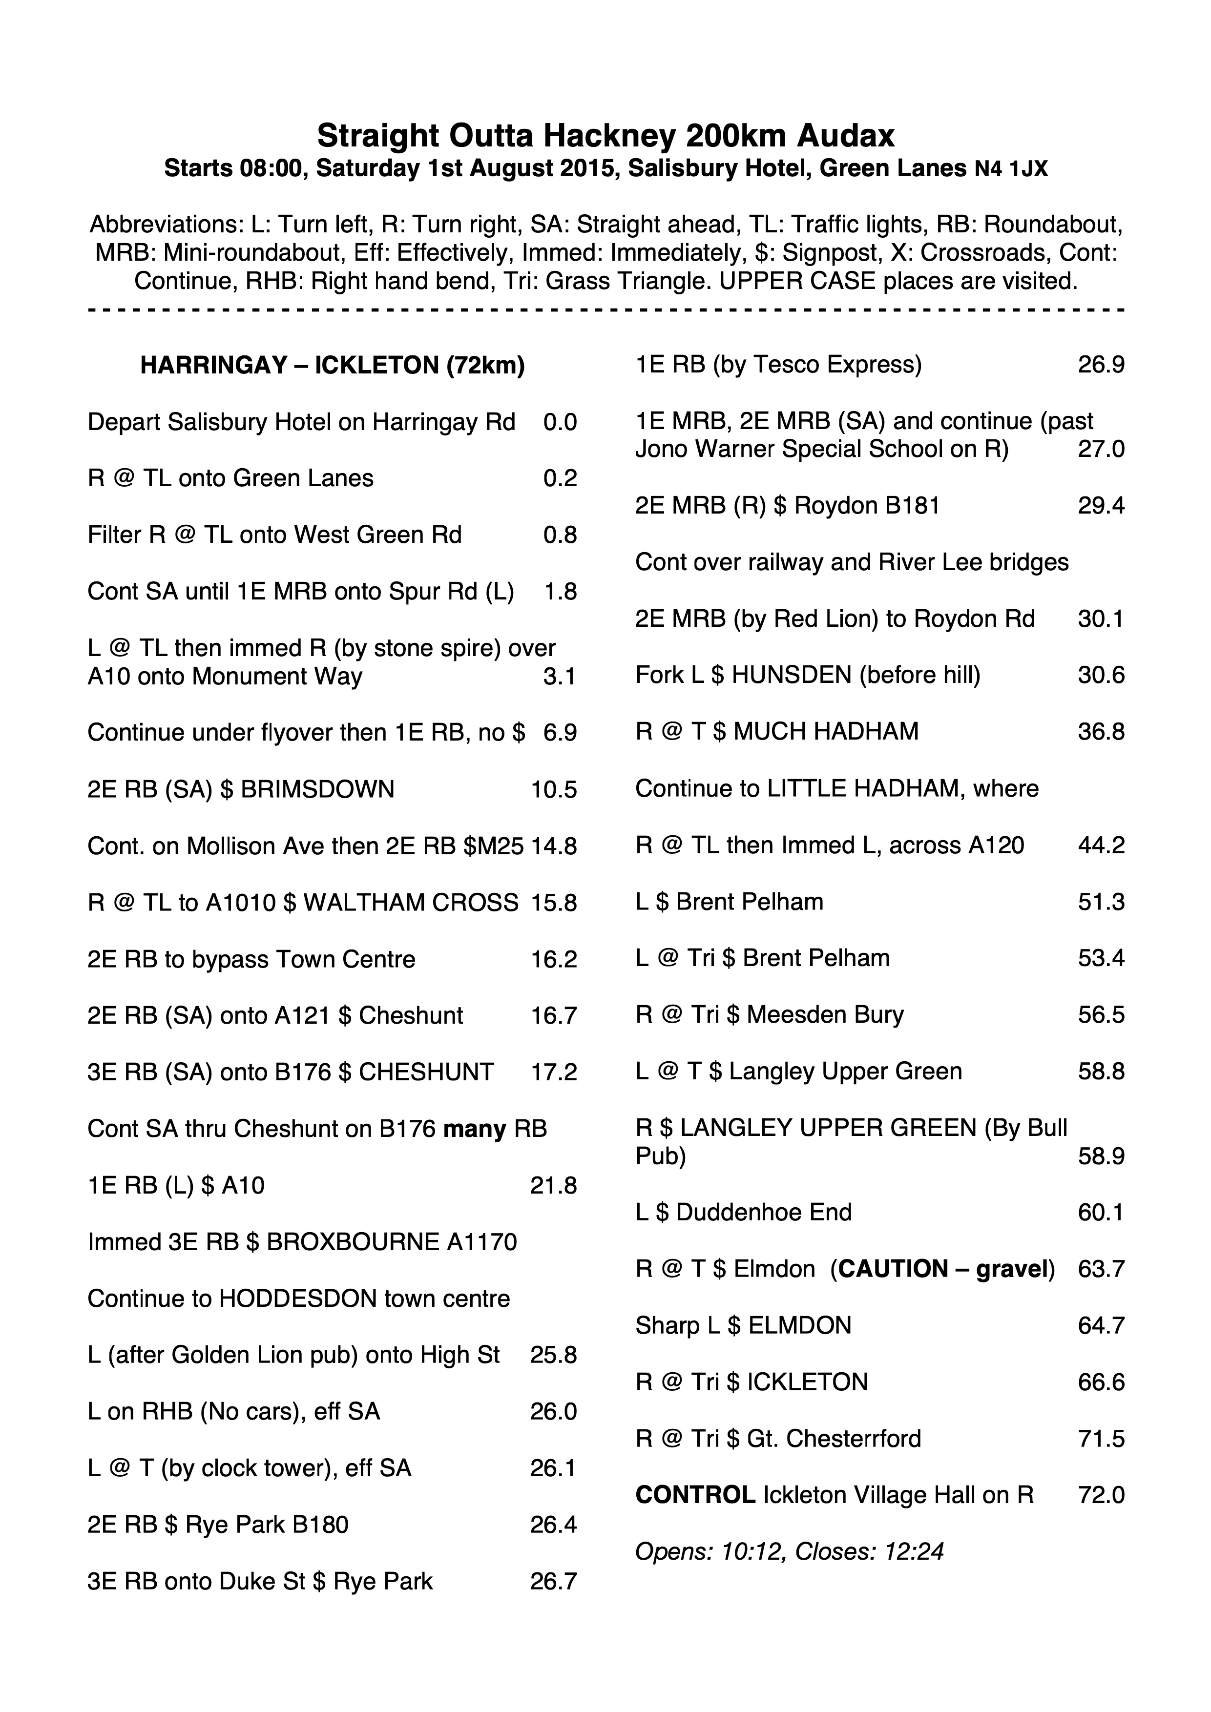 Straight Outta Hackney 200km Audax
Starts 08:00, Saturday 1st August 2015, Salisbury Hotel, Green Lanes N4 1JX
Abbreviations: L: Turn left, R: Turn right, SA: Straight ahead, TL: Traffic lights, RB: Roundabout,
MRB: Mini-roundabout, Eff: Effectively, Immed: Immediately, $: Signpost, X: Crossroads, Cont:
Continue, RHB: Right hand bend, Tri: Grass Triangle. UPPER CASE places are visited.
- - - - - - - - - - - - - - - - - - - - - - - - - - - - - - - - - - - - - - - - - - - - - - - - - - - - - - - - - - - - - - - - - - - - - -
HARRINGAY – ICKLETON (72km)
Depart Salisbury Hotel on Harringay Rd 0.0
R @ TL onto Green Lanes 0.2
Filter R @ TL onto West Green Rd 0.8
Cont SA until 1E MRB onto Spur Rd (L) 1.8
L @ TL then immed R (by stone spire) over
A10 onto Monument Way 3.1
Continue under flyover then 1E RB, no $ 6.9
2E RB (SA) $ BRIMSDOWN 10.5
Cont. on Mollison Ave then 2E RB $M25 14.8
R @ TL to A1010 $ WALTHAM CROSS 15.8
2E RB to bypass Town Centre 16.2
2E RB (SA) onto A121 $ Cheshunt 16.7
3E RB (SA) onto B176 $ CHESHUNT 17.2
Cont SA thru Cheshunt on B176 many RB
1E RB (L) $ A10 21.8
Immed 3E RB $ BROXBOURNE A1170
Continue to HODDESDON town centre
L (after Golden Lion pub) onto High St 25.8
L on RHB (No cars), eff SA 26.0
L @ T (by clock tower), eff SA 26.1
2E RB $ Rye Park B180 26.4
3E RB onto Duke St $ Rye Park 26.7
1E RB (by Tesco Express) 26.9
1E MRB, 2E MRB (SA) and continue (past
Jono Warner Special School on R) 27.0
2E MRB (R) $ Roydon B181 29.4
Cont over railway and River Lee bridges
2E MRB (by Red Lion) to Roydon Rd 30.1
Fork L $ HUNSDEN (before hill) 30.6
R @ T $ MUCH HADHAM 36.8
Continue to LITTLE HADHAM, where
R @ TL then Immed L, across A120 44.2
L $ Brent Pelham 51.3
L @ Tri $ Brent Pelham 53.4
R @ Tri $ Meesden Bury 56.5
L @ T $ Langley Upper Green 58.8
R $ LANGLEY UPPER GREEN (By Bull
Pub) 58.9
L $ Duddenhoe End 60.1
R @ T $ Elmdon (CAUTION – gravel) 63.7
Sharp L $ ELMDON 64.7
R @ Tri $ ICKLETON 66.6
R @ Tri $ Gt. Chesterrford 71.5
CONTROL Ickleton Village Hall on R 72.0
Opens: 10:12, Closes: 12:24